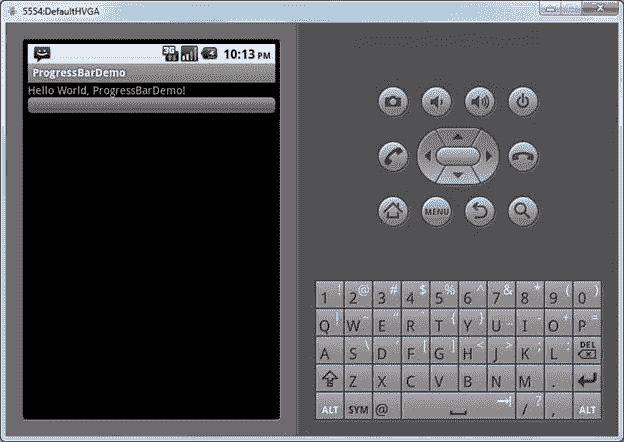 5554:DefaultHVGA
3G 10:13 PM
ProgressBarDemo
Hello World, ProgressBarDemo!
MENU
1 ! 2 @ 3 # 4 $ 5 % 6 ^ 7 & 8 * 9 ( 0 )
Q W E " R T { Y } U _ I - O + P =
A S \ D F [ G ] H < J > K ; L : DEL
Z X C V B N M .
ALT SYM @ / ? , ALT